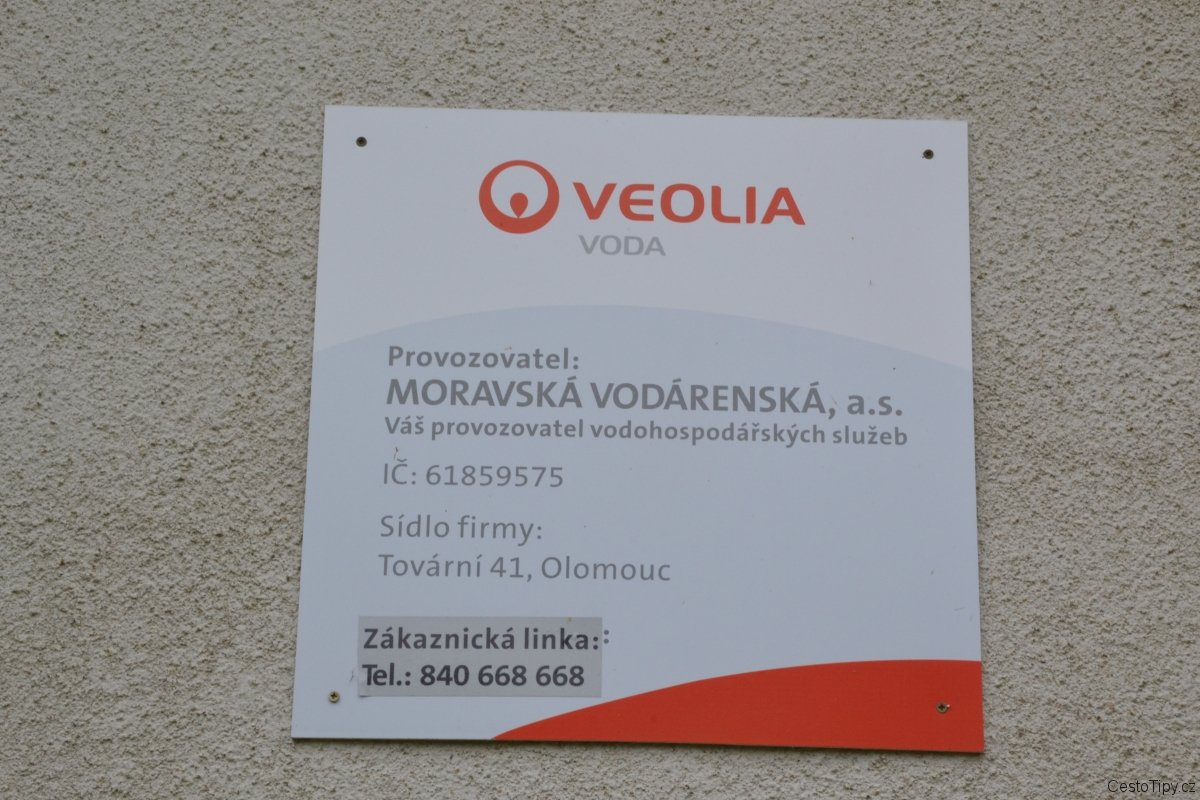 VEOLIA
VODA
Provozovatel:
MORAVSKÁ VODÁRENSKÁ, a.s.
Váš provozovatel vodohospodářských služeb
IČ: 61859575
Sídlo firmy:
Tovární 41, Olomouc
Zákaznická linka::
Tel.: 840 668 668
CestoTipy.cz